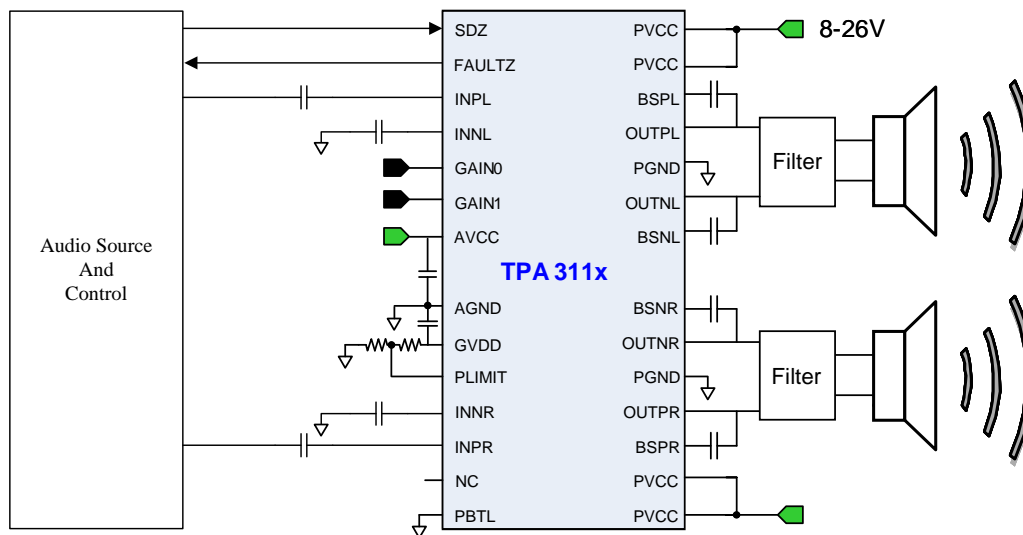 Audio Source
And
Control
SDZ
FAULTZ
INPL
INNL
GAIN0
GAIN1
AVCC
AGND
GVDD
PLIMIT
INNR
INPR
NC
PBTL
TPA 311x
PVCC
PVCC
BSPL
OUTPL
PGND
OUTNL
BSNL
BSNR
OUTNR
PGND
OUTPR
BSPR
PVCC
PVCC
8-26V
Filter
Filter